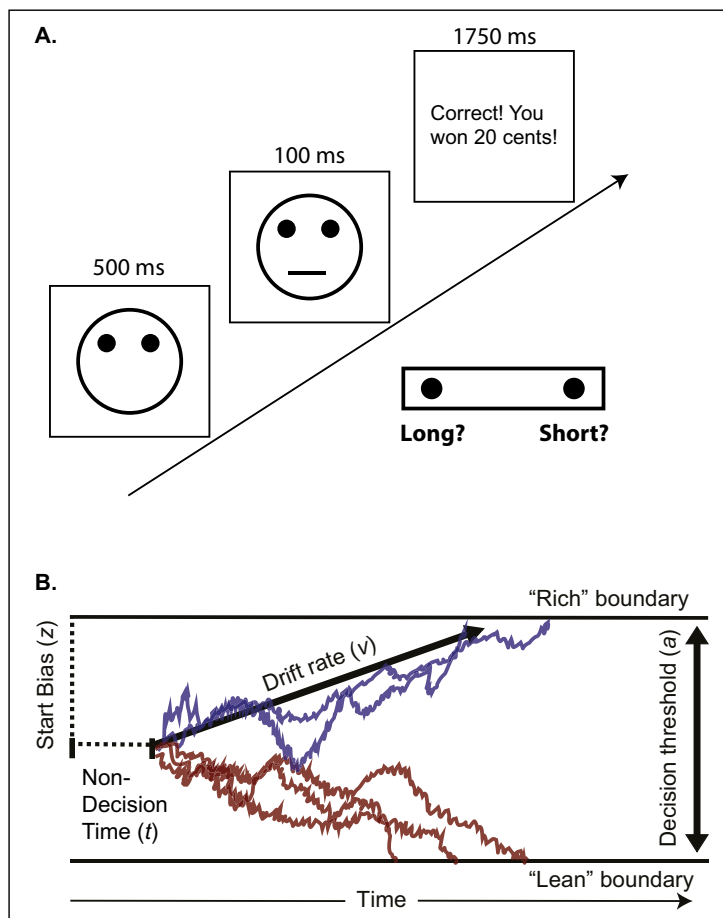 A.
1750 ms
Correct! You
won 20 cents!
100 ms
500 ms
Long?
Short?
B.
“Rich” boundary
Start Bias (z)
Drift rate (v)
Decision threshold (a)
Non-
Decision
Time (t)
“Lean” boundary
Time